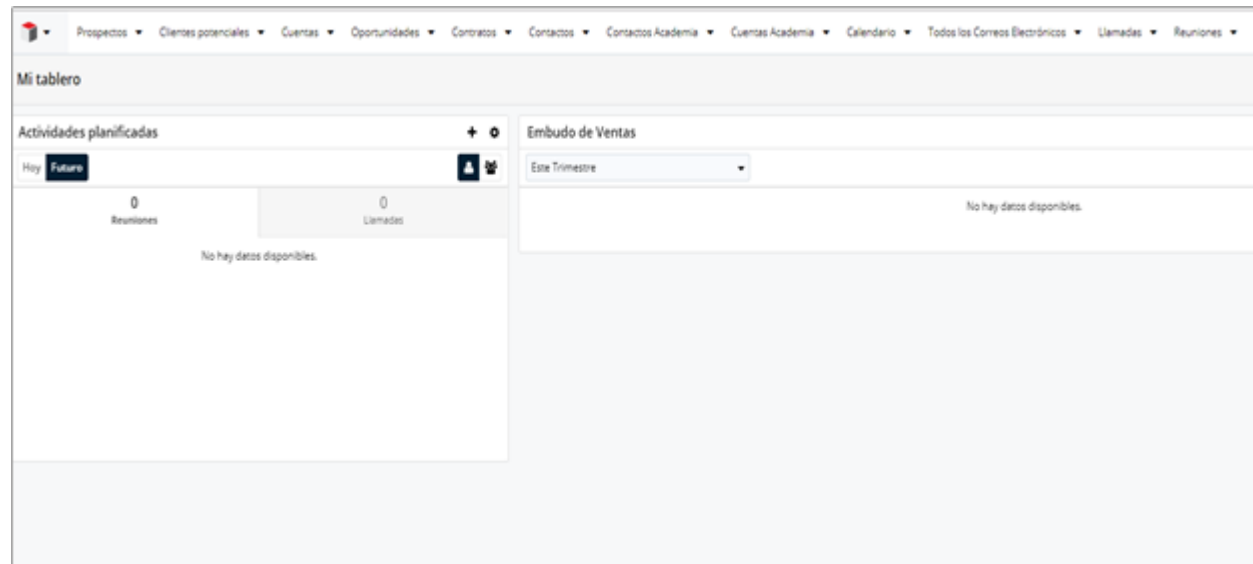 Prospectos Clientes potenciales Cuentas Oportunidades Contratos Contactos Contactos Academia Cuentas Academia Calendario Todos los Correos Electrónicos Llamadas Reuniones
Mi tablero
Actividades planificadas
Hoy Futuro
0
Reuniones
0
Llamadas
No hay datos disponibles.
Embudo de Ventas
Este Trimestre
No hay datos disponibles.